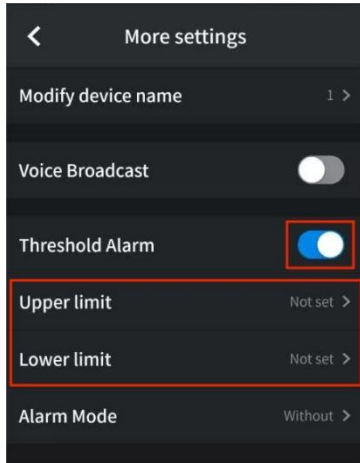 More settings
Modify device name 1 >
Voice Broadcast
Threshold Alarm
Upper limit Not set >
Lower limit Not set >
Alarm Mode Without >